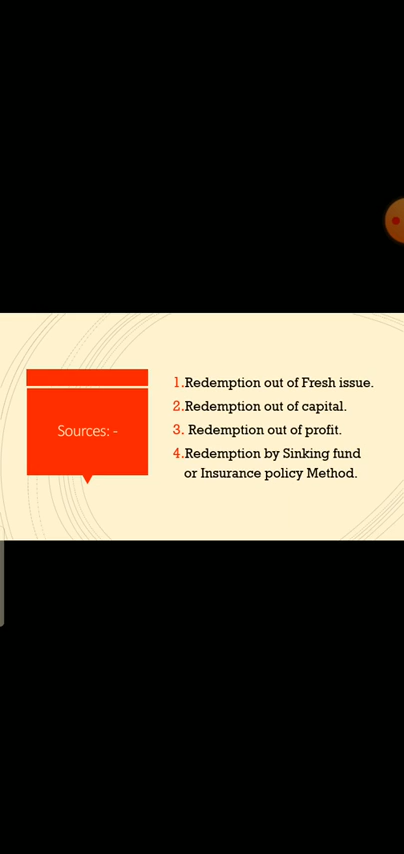 Sources: -
1.Redemption out of Fresh issue.
2.Redemption out of capital.
3. Redemption out of profit.
4.Redemption by Sinking fund
or Insurance policy Method.